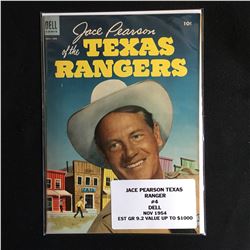 DELL
10¢
Jace Pearson
of the TEXAS
RANGERS
JACE PEARSON TEXAS
RANGER
#4
DELL
NOV 1954
EST GR 9.2 VALUE UP TO $1000